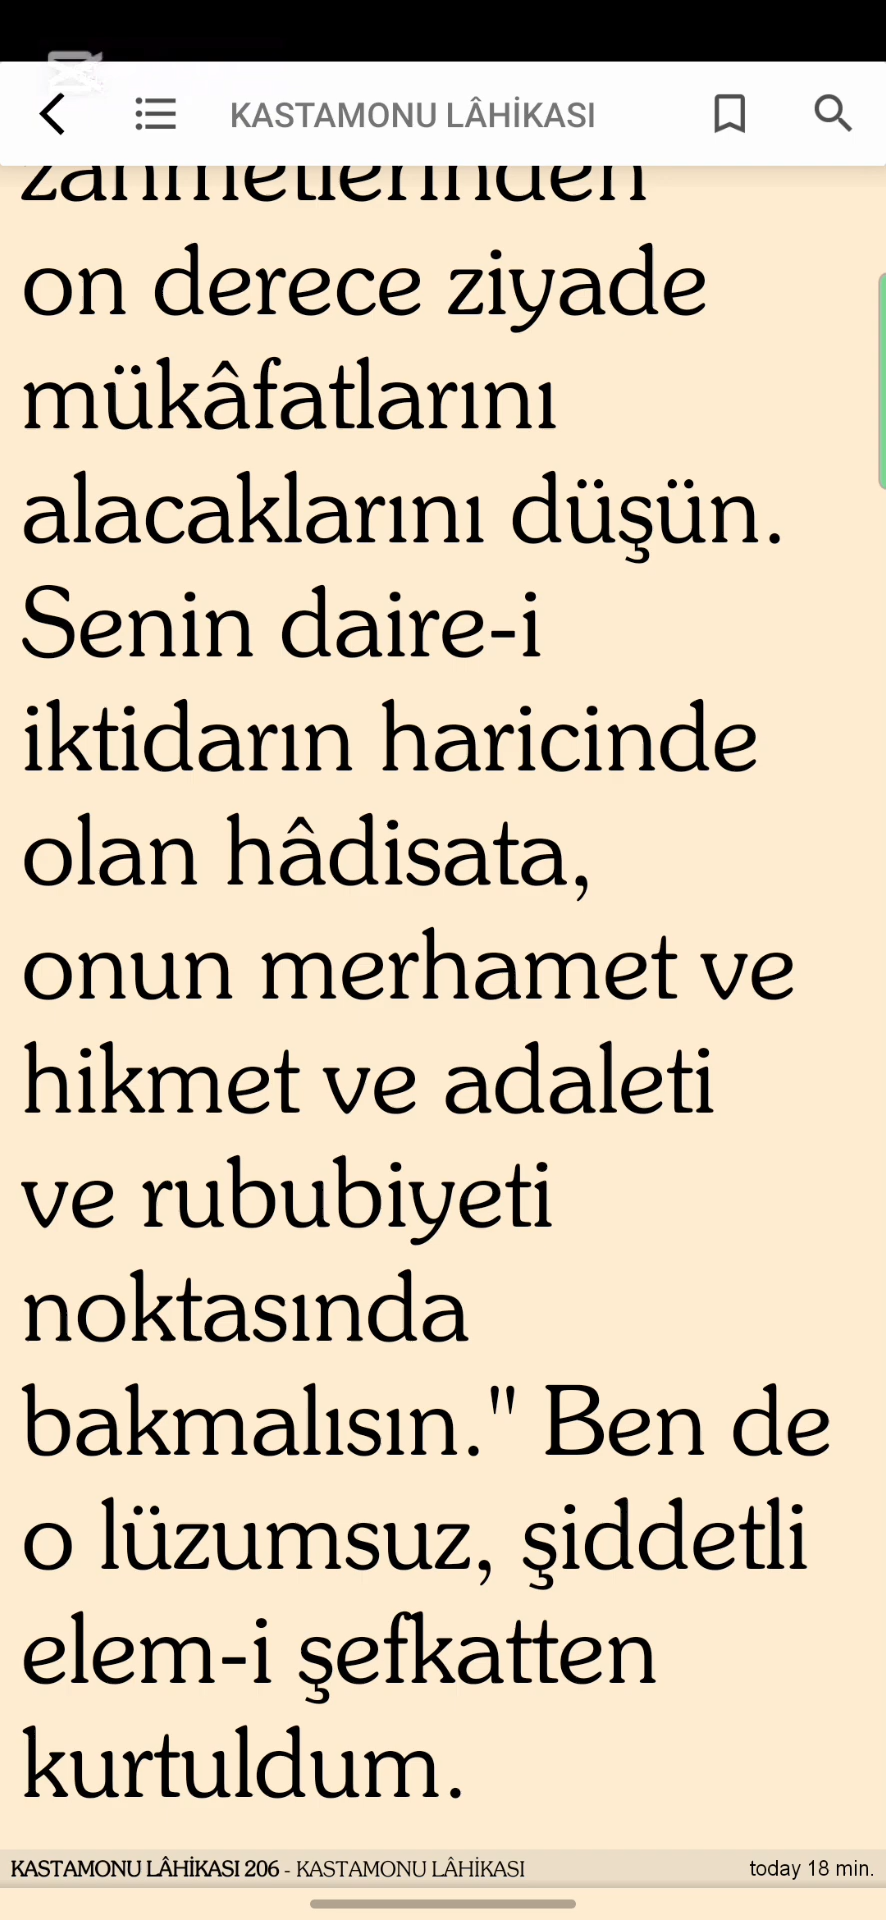 KASTAMONU LÂHİKASI
zahmetlerinden
on derece ziyade
mükâfatlarını
alacaklarını düşün.
Senin daire-i
iktidarın haricinde
olan hâdisata,
onun merhamet ve
hikmet ve adaleti
ve rububiyeti
noktasında
bakmalısın." Ben de
o lüzumsuz, şiddetli
elem-i şefkatten
kurtuldum.
KASTAMONU LÂHİKASI 206 - KASTAMONU LÂHİKASI today 18 min.